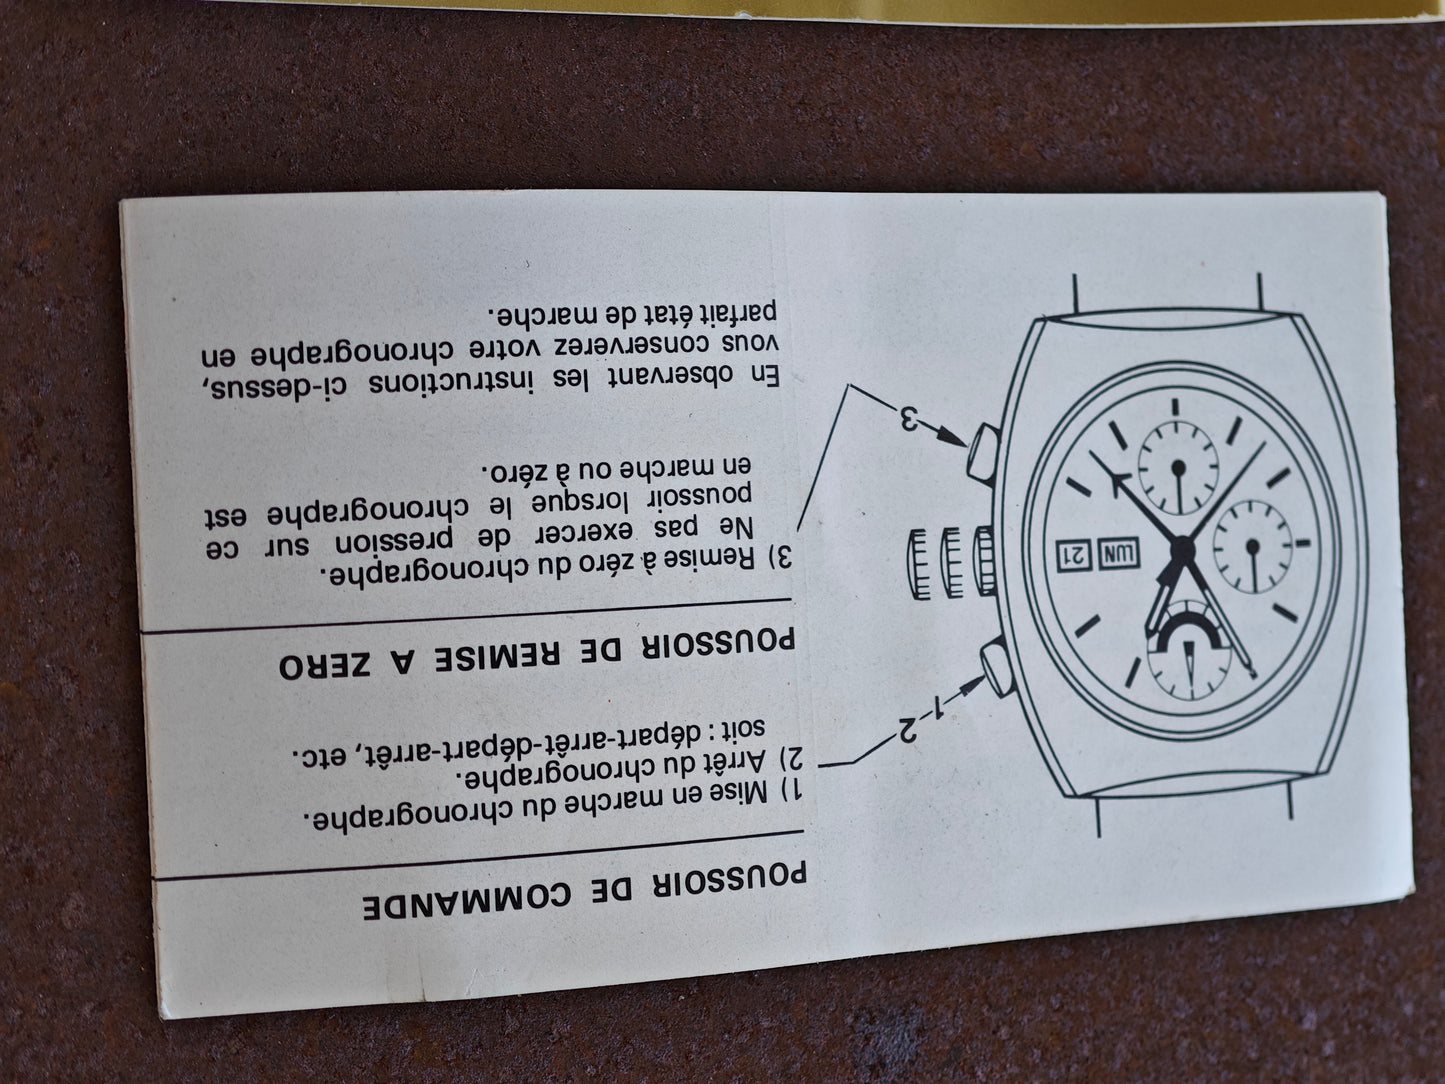 POUSSOIR DE COMMANDE
1) Mise en marche du chronographe.
2) Arrêt du chronographe.
soit : départ-arrêt-départ-arrêt, etc.
POUSSOIR DE REMISE A ZERO
3) Remise à zéro du chronographe.
Ne pas exercer de pression sur ce
poussoir lorsque le chronographe est
en marche ou à zéro.
En observant les instructions ci-dessus,
vous conserverez votre chronographe en
parfait état de marche.
1-2
LUN 21
3